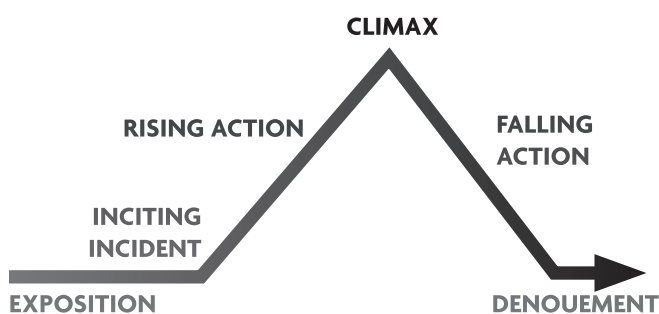 CLIMAX
RISING ACTION
FALLING
ACTION
INCITING
INCIDENT
EXPOSITION
DENOUEMENT